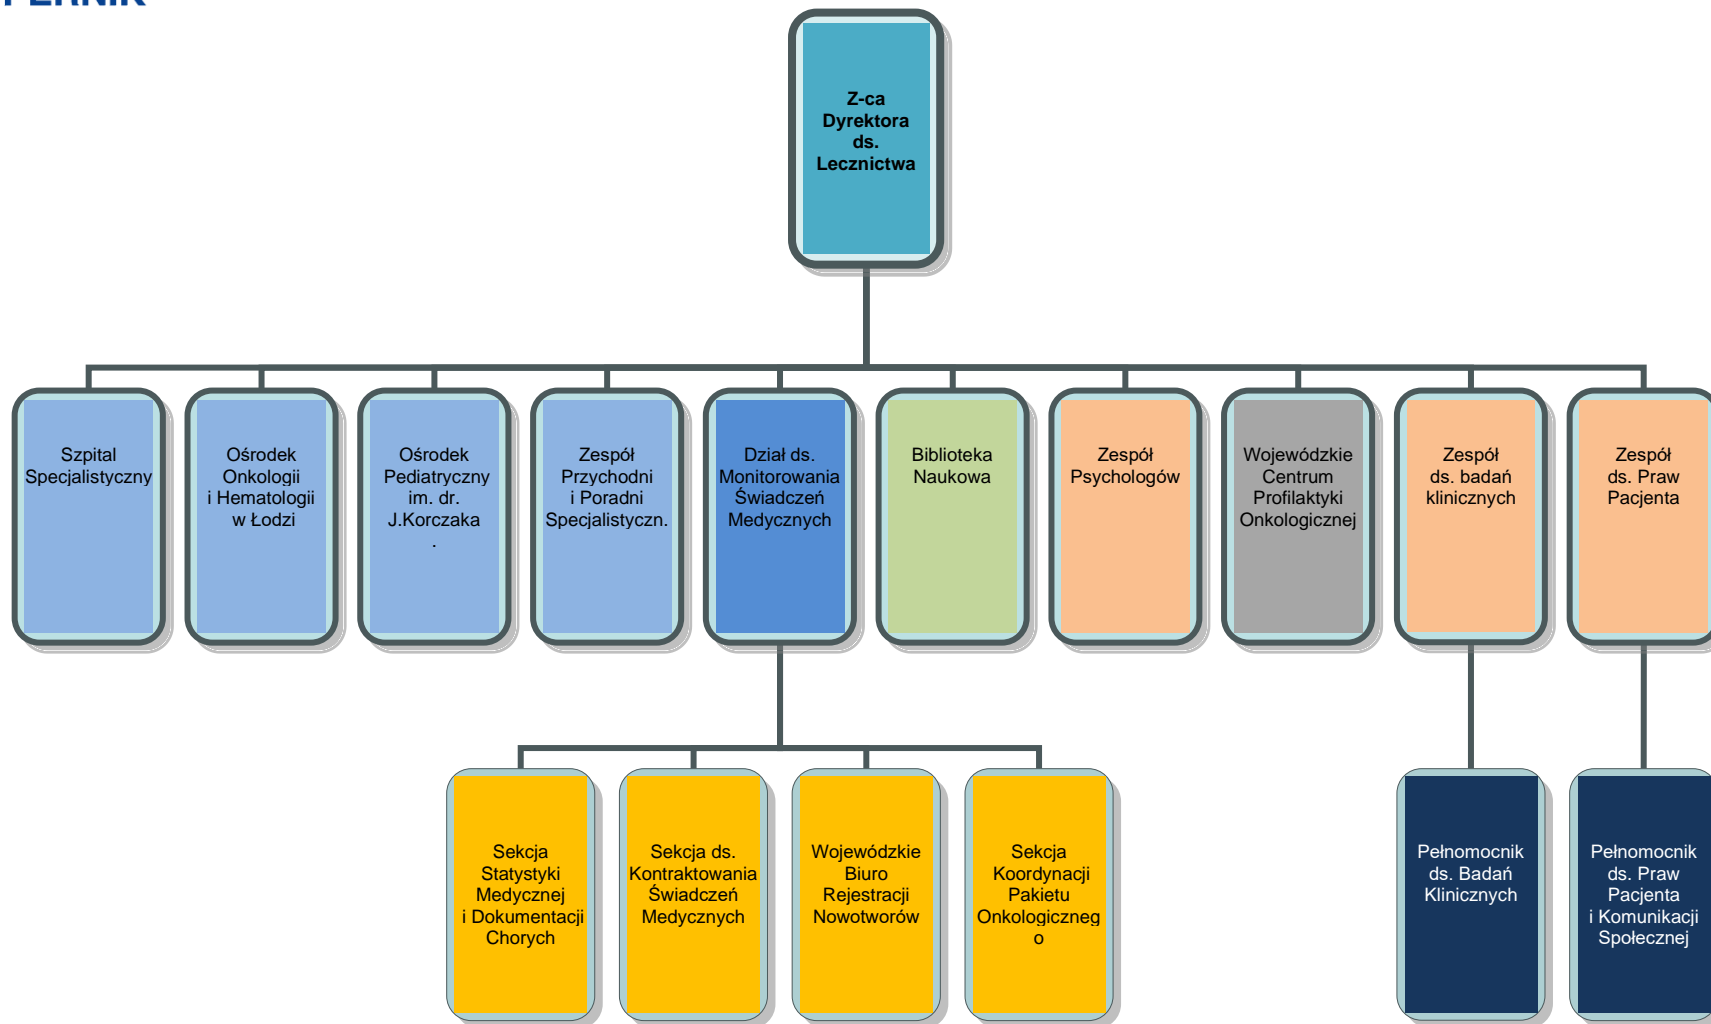 Z-ca
Dyrektora
ds.
Lecznictwa
Szpital
Specjalistyczny
Ośrodek
Onkologii
i Hematologii
w Łodzi
Ośrodek
Pediatryczny
im. dr.
J.Korczaka
.
Zespół
Przychodni
i Poradni
Specjalistyczn.
Dział ds.
Monitorowania
Świadczeń
Medycznych
Biblioteka
Naukowa
Zespół
Psychologów
Wojewódzkie
Centrum
Profilaktyki
Onkologicznej
Zespół
ds. badań
klinicznych
Zespół
ds. Praw
Pacjenta
Sekcja
Statystyki
Medycznej
i Dokumentacji
Chorych
Sekcja ds.
Kontraktowania
Świadczeń
Medycznych
Wojewódzkie
Biuro
Rejestracji
Nowotworów
Sekcja
Koordynacji
Pakietu
Onkologiczneg
o
Pełnomocnik
ds. Badań
Klinicznych
Pełnomocnik
ds. Praw
Pacjenta
i Komunikacji
Społecznej